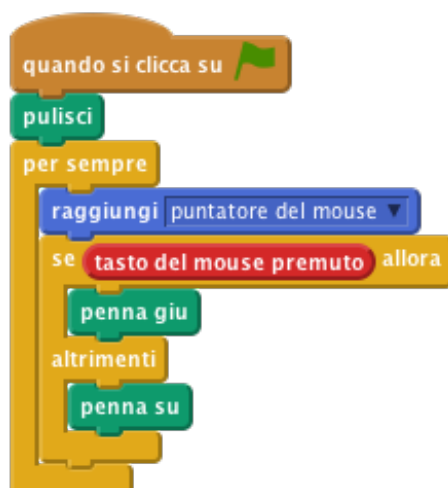 quando si clicca su
pulisci
per sempre
raggiungi puntatore del mouse
se tasto del mouse premuto allora
penna giu
altrimenti
penna su